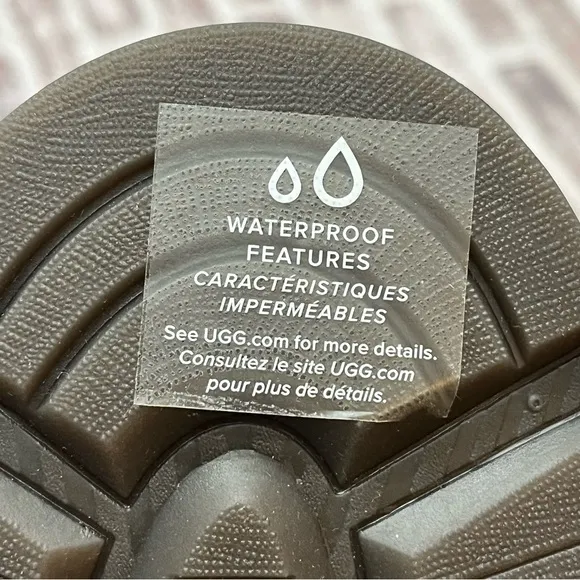 WATERPROOF
FEATURES
CARACTÉRISTIQUES
IMPERMÉABLES
See UGG.com for more details.
Consultez le site UGG.com
pour plus de détails.